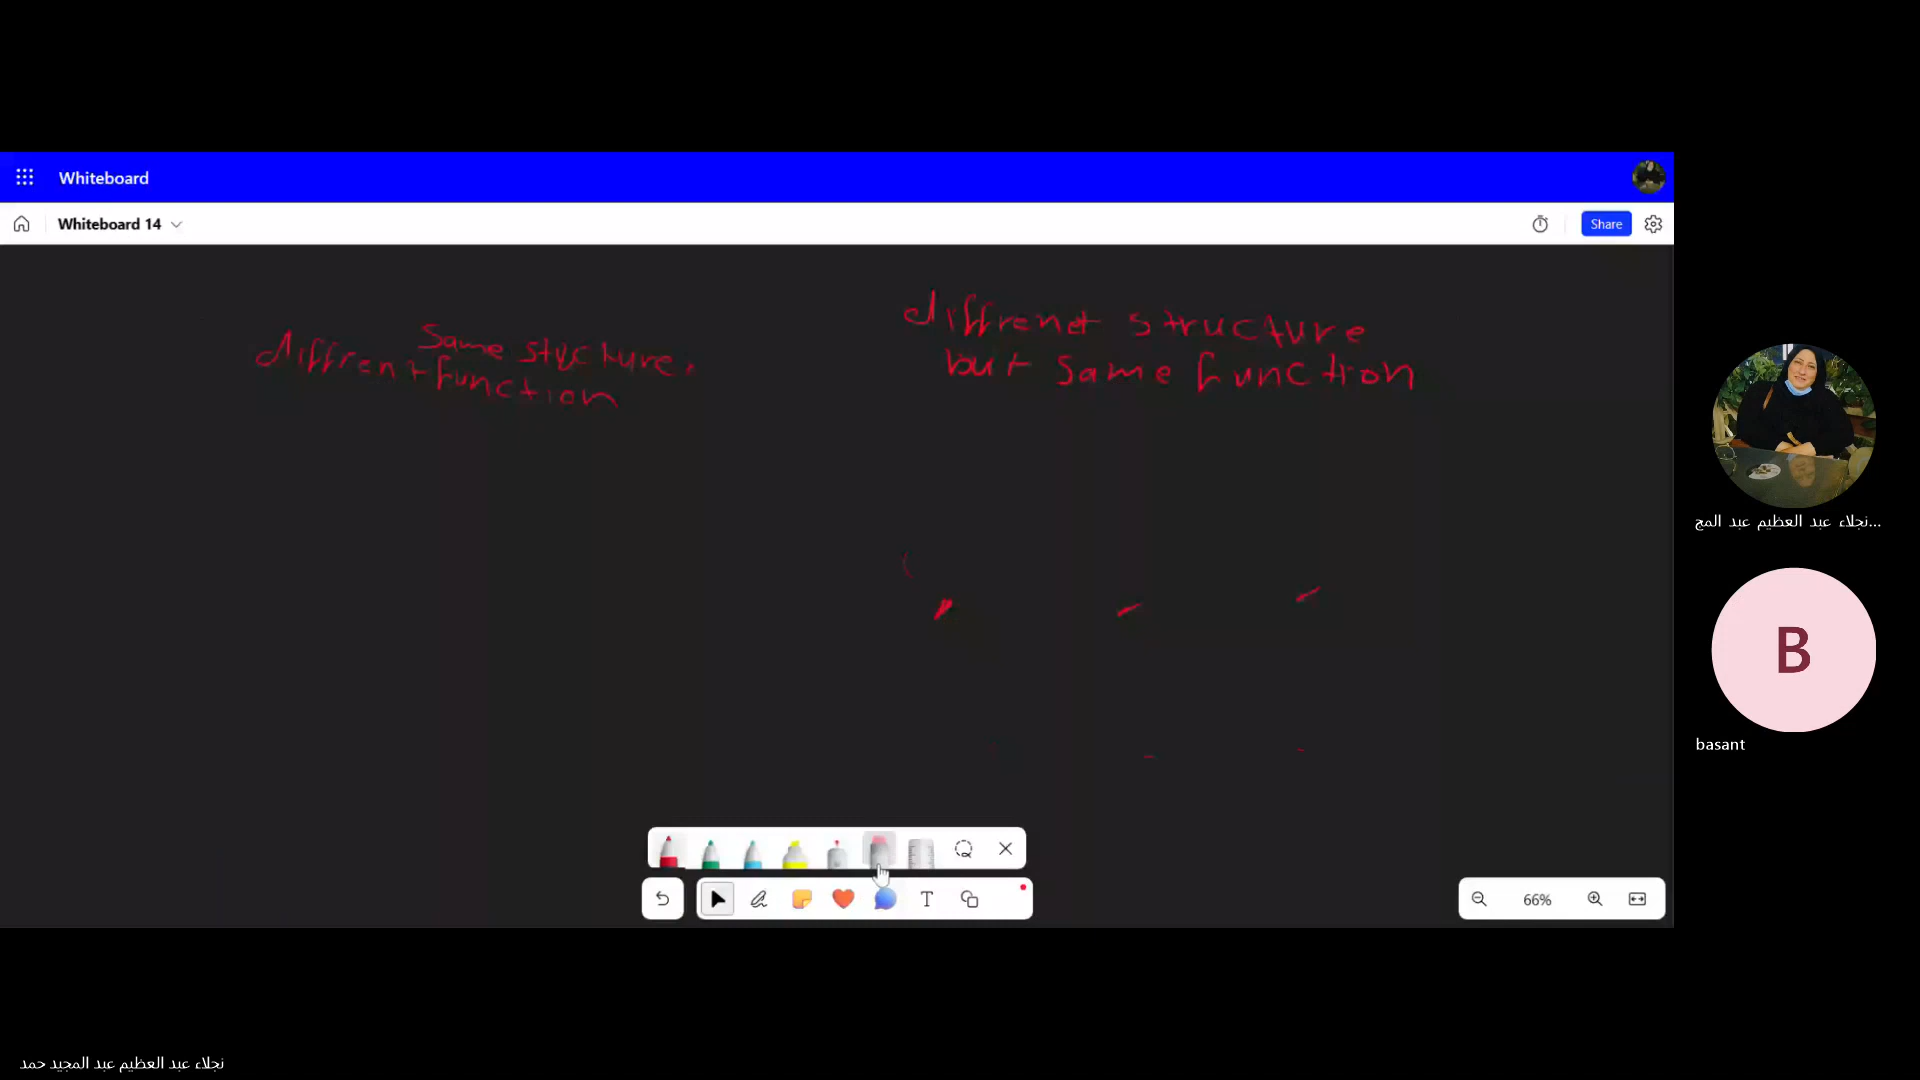 Whiteboard
Whiteboard 14
Share
Same structure,
diffrent function
diffrenet structure
but same function
نجلاء عبد العظيم عبد المج...
B
basant
66%
نجلاء عبد العظيم عبد المجيد حمد